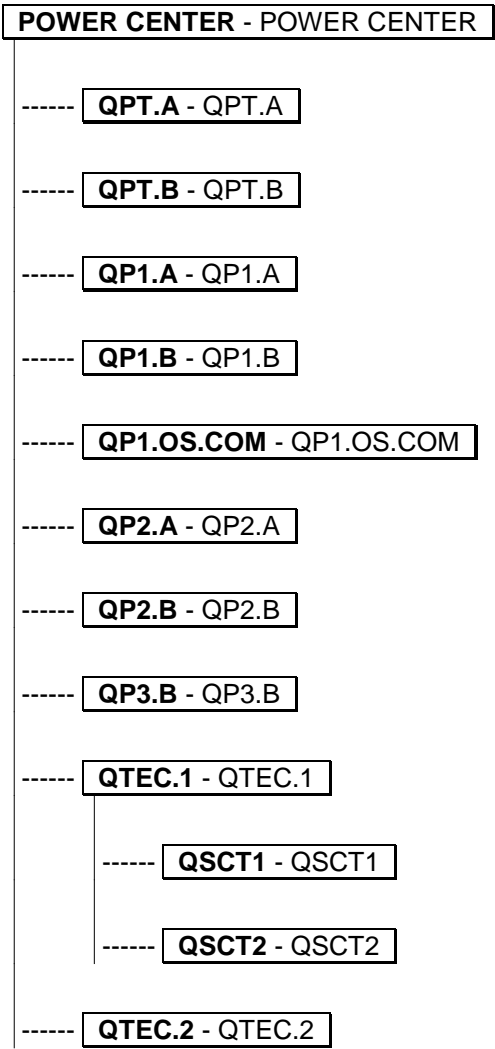 POWER CENTER - POWER CENTER
------ QPT.A - QPT.A
------ QPT.B - QPT.B
------ QP1.A - QP1.A
------ QP1.B - QP1.B
------ QP1.OS.COM - QP1.OS.COM
------ QP2.A - QP2.A
------ QP2.B - QP2.B
------ QP3.B - QP3.B
------ QTEC.1 - QTEC.1
------ QSCT1 - QSCT1
------ QSCT2 - QSCT2
------ QTEC.2 - QTEC.2